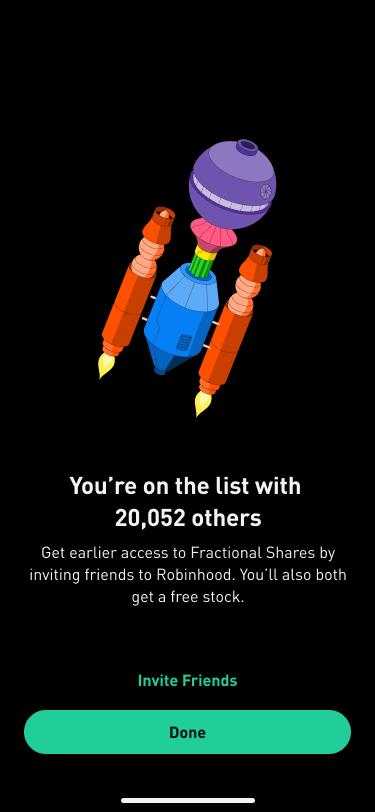 You’re on the list with
20,052 others
Get earlier access to Fractional Shares by
inviting friends to Robinhood. You’ll also both
get a free stock.
Invite Friends
Done